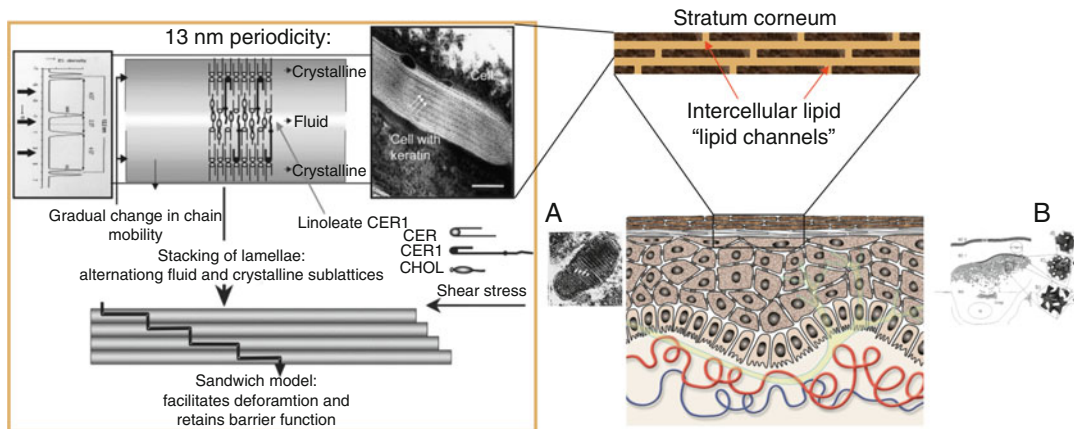 13 nm periodicity:
Crystalline
Fluid
Crystalline
Cell
Cell with
keratin
Gradual change in chain
mobility
Linoleate CER1
CER
CER1
CHOL
Stacking of lamellae:
alternationg fluid and crystalline sublattices
Shear stress
Sandwich model:
facilitates deforamtion and
retains barrier function
Stratum corneum
Intercellular lipid
“lipid channels”
A
B